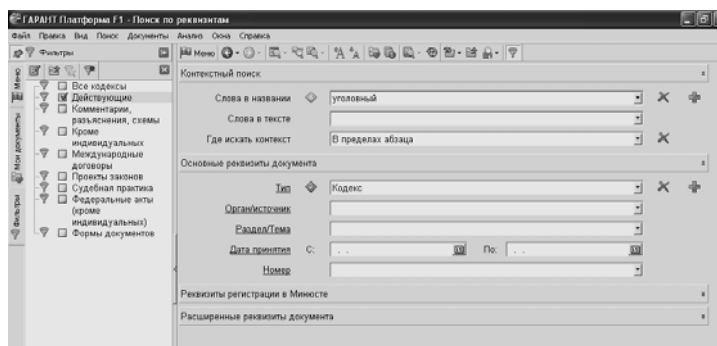 ГАРАНТ Платформа F1 - Поиск по реквизитам
Файл Правка Вид Поиск Документы Анализ Окна Справка
Фильтры
Меню
Меню
Мои документы
Фильтры
Все кодексы
Действующие
Комментарии,
разъяснения, схемы
Кроме
индивидуальных
Международные
договоры
Проекты законов
Судебная практика
Федеральные акты
(кроме
индивидуальных)
Формы документов
Контекстный поиск
Слова в названии уголовный
Слова в тексте
Где искать контекст В пределах абзаца
Основные реквизиты документа
Тип Кодекс
Орган/источник
Раздел/Тема
Дата принятия С: . . По: . .
Номер
Реквизиты регистрации в Минюсте
Расширенные реквизиты документа